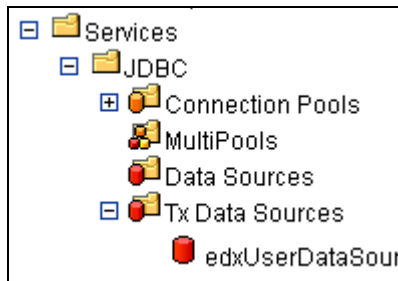 Services
JDBC
Connection Pools
MultiPools
Data Sources
Tx Data Sources
edxUserDataSour